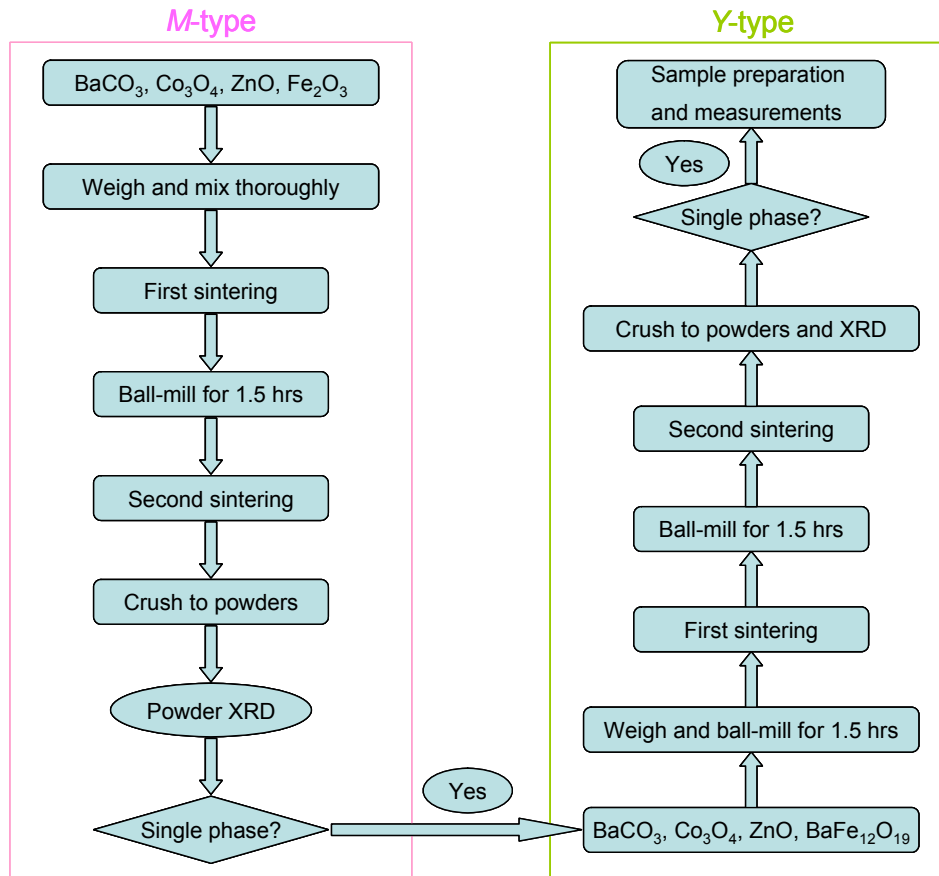 M-type
BaCO₃, Co₃O₄, ZnO, Fe₂O₃
Weigh and mix thoroughly
First sintering
Ball-mill for 1.5 hrs
Second sintering
Crush to powders
Powder XRD
Single phase?
Yes
Y-type
Sample preparation
and measurements
Yes
Single phase?
Crush to powders and XRD
Second sintering
Ball-mill for 1.5 hrs
First sintering
Weigh and ball-mill for 1.5 hrs
BaCO₃, Co₃O₄, ZnO, BaFe₁₂O₁₉